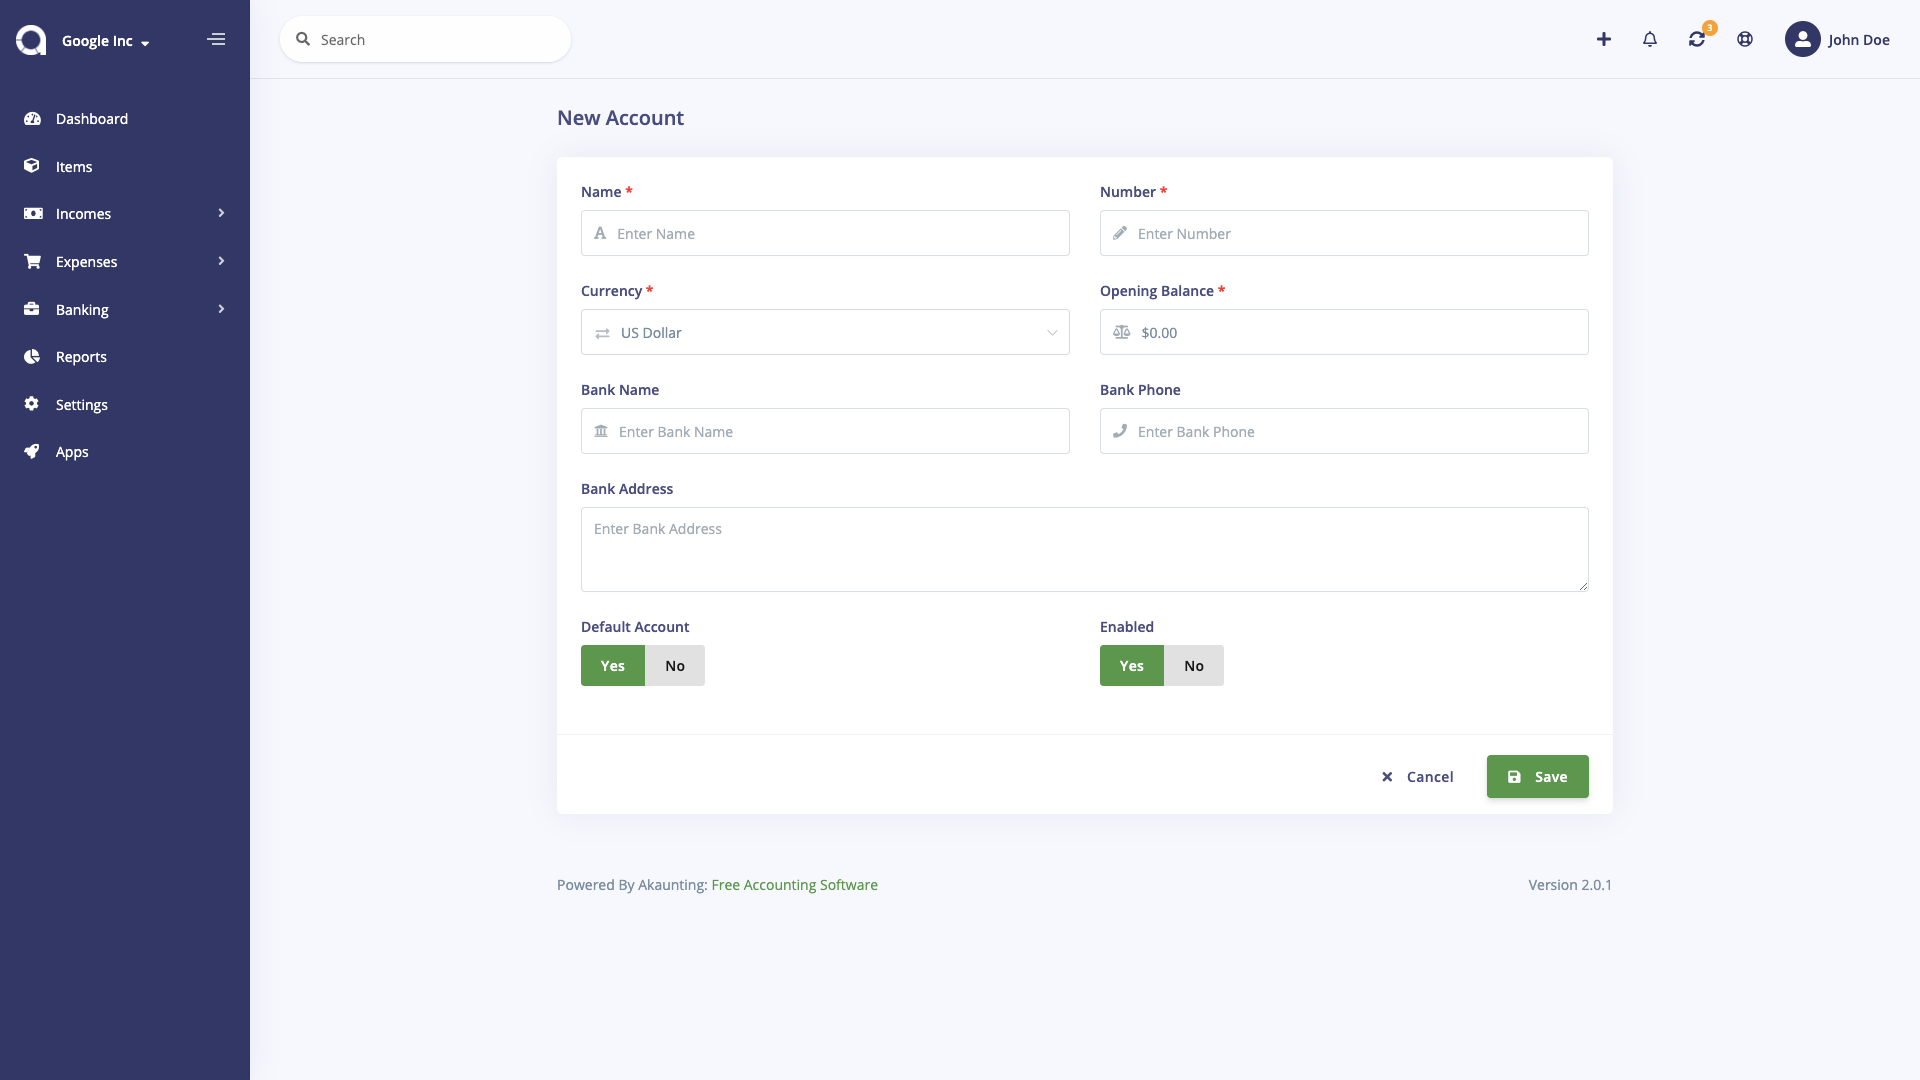 Google Inc
Search
3
John Doe
Dashboard
Items
Incomes
Expenses
Banking
Reports
Settings
Apps
New Account
Name *
Number *
Enter Name
Enter Number
Currency *
Opening Balance *
US Dollar
$0.00
Bank Name
Bank Phone
Enter Bank Name
Enter Bank Phone
Bank Address
Enter Bank Address
Default Account
Enabled
Yes No
Yes No
Cancel
Save
Powered By Akaunting: Free Accounting Software
Version 2.0.1